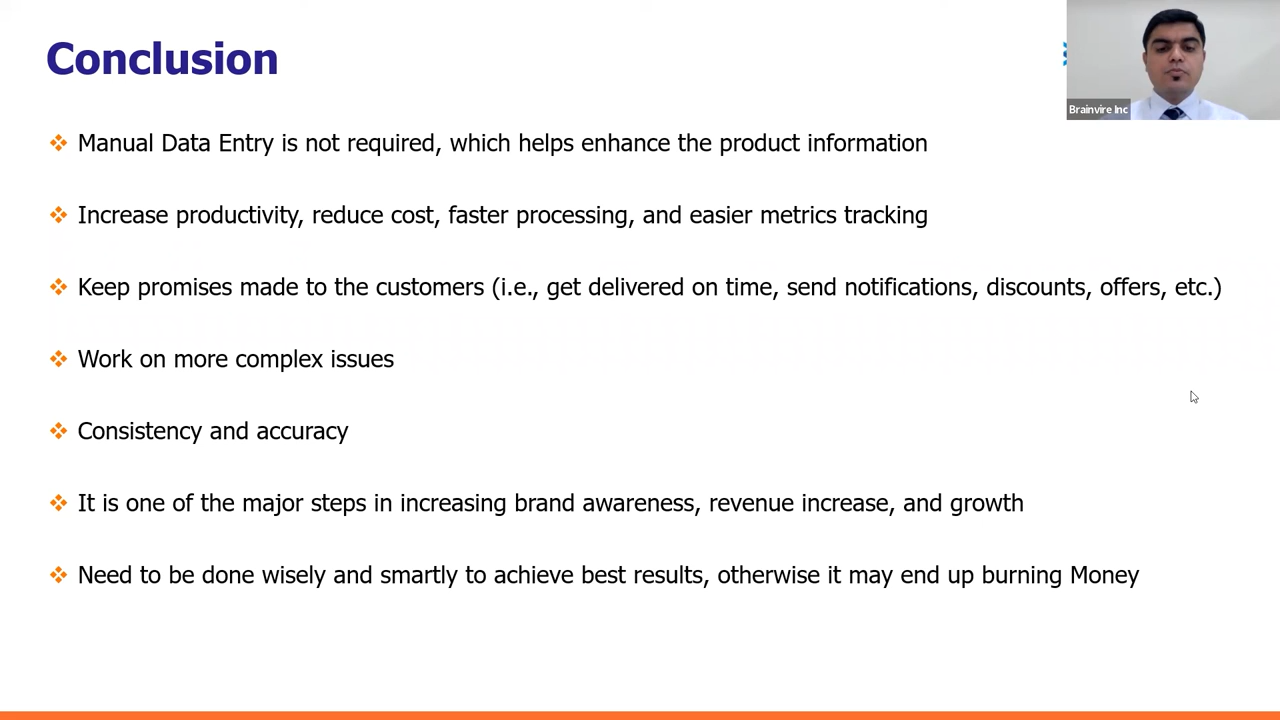 Conclusion
Brainvire Inc
Manual Data Entry is not required, which helps enhance the product information
Increase productivity, reduce cost, faster processing, and easier metrics tracking
Keep promises made to the customers (i.e., get delivered on time, send notifications, discounts, offers, etc.)
Work on more complex issues
Consistency and accuracy
It is one of the major steps in increasing brand awareness, revenue increase, and growth
Need to be done wisely and smartly to achieve best results, otherwise it may end up burning Money